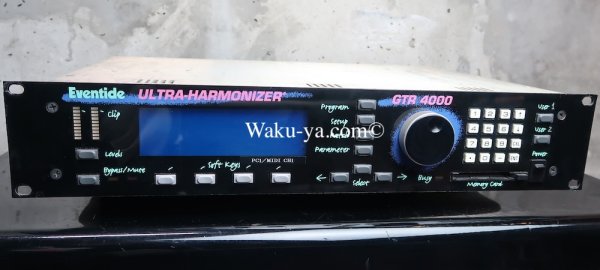 Eventide ULTRA-HARMONIZER GTR 4000
Clip
Program
Setup
Parameter
Levels
Bypass/Mute
Soft Keys
PC1/MIDI CH1
Select
Busy
User 1
User 2
Power
Memory Card
Waku-ya.com©